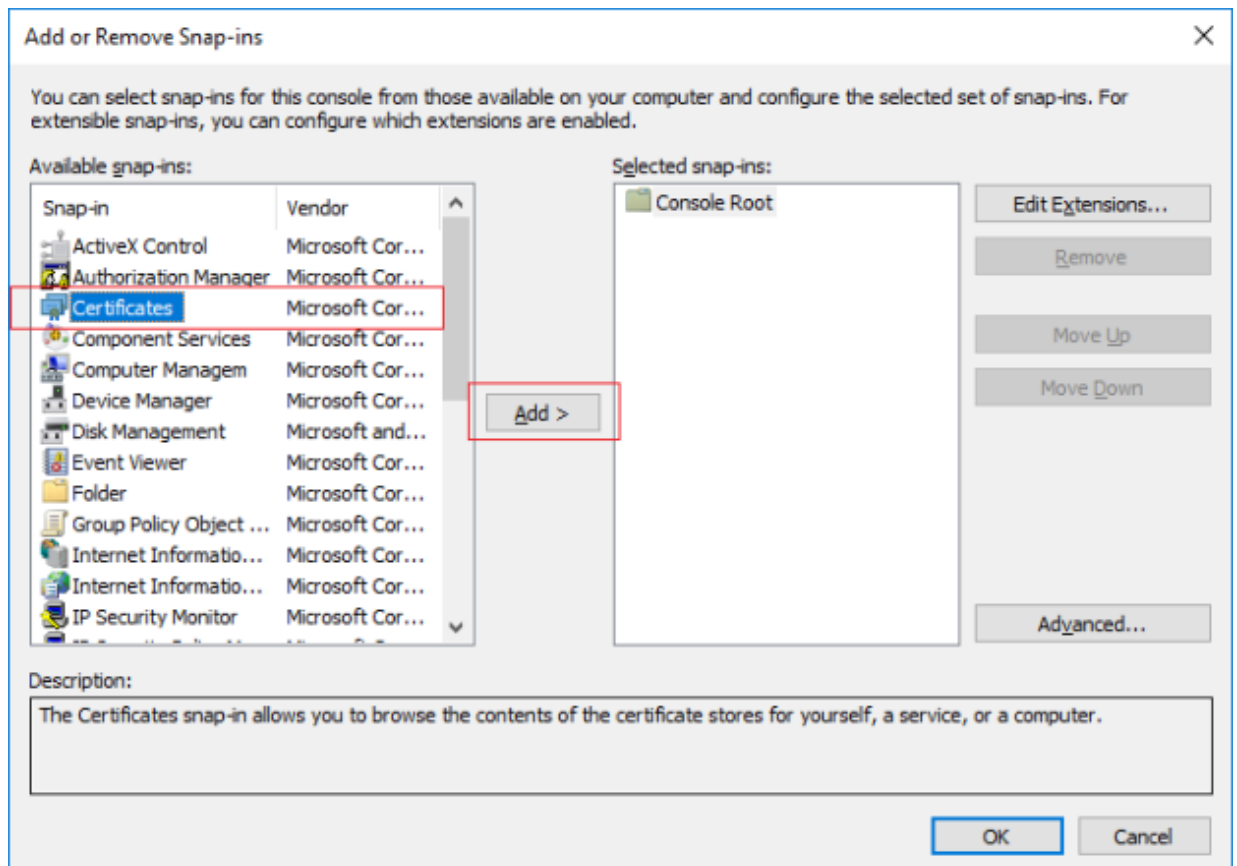 Add or Remove Snap-ins
You can select snap-ins for this console from those available on your computer and configure the selected set of snap-ins. For
extensible snap-ins, you can configure which extensions are enabled.
Available snap-ins:
Snap-in Vendor
ActiveX Control Microsoft Cor...
Authorization Manager Microsoft Cor...
Certificates Microsoft Cor...
Component Services Microsoft Cor...
Computer Managem Microsoft Cor...
Device Manager Microsoft Cor...
Disk Management Microsoft and...
Event Viewer Microsoft Cor...
Folder Microsoft Cor...
Group Policy Object ... Microsoft Cor...
Internet Informatio... Microsoft Cor...
Internet Informatio... Microsoft Cor...
IP Security Monitor Microsoft Cor...
Add >
Selected snap-ins:
Console Root
Edit Extensions...
Remove
Move Up
Move Down
Advanced...
Description:
The Certificates snap-in allows you to browse the contents of the certificate stores for yourself, a service, or a computer.
OK
Cancel